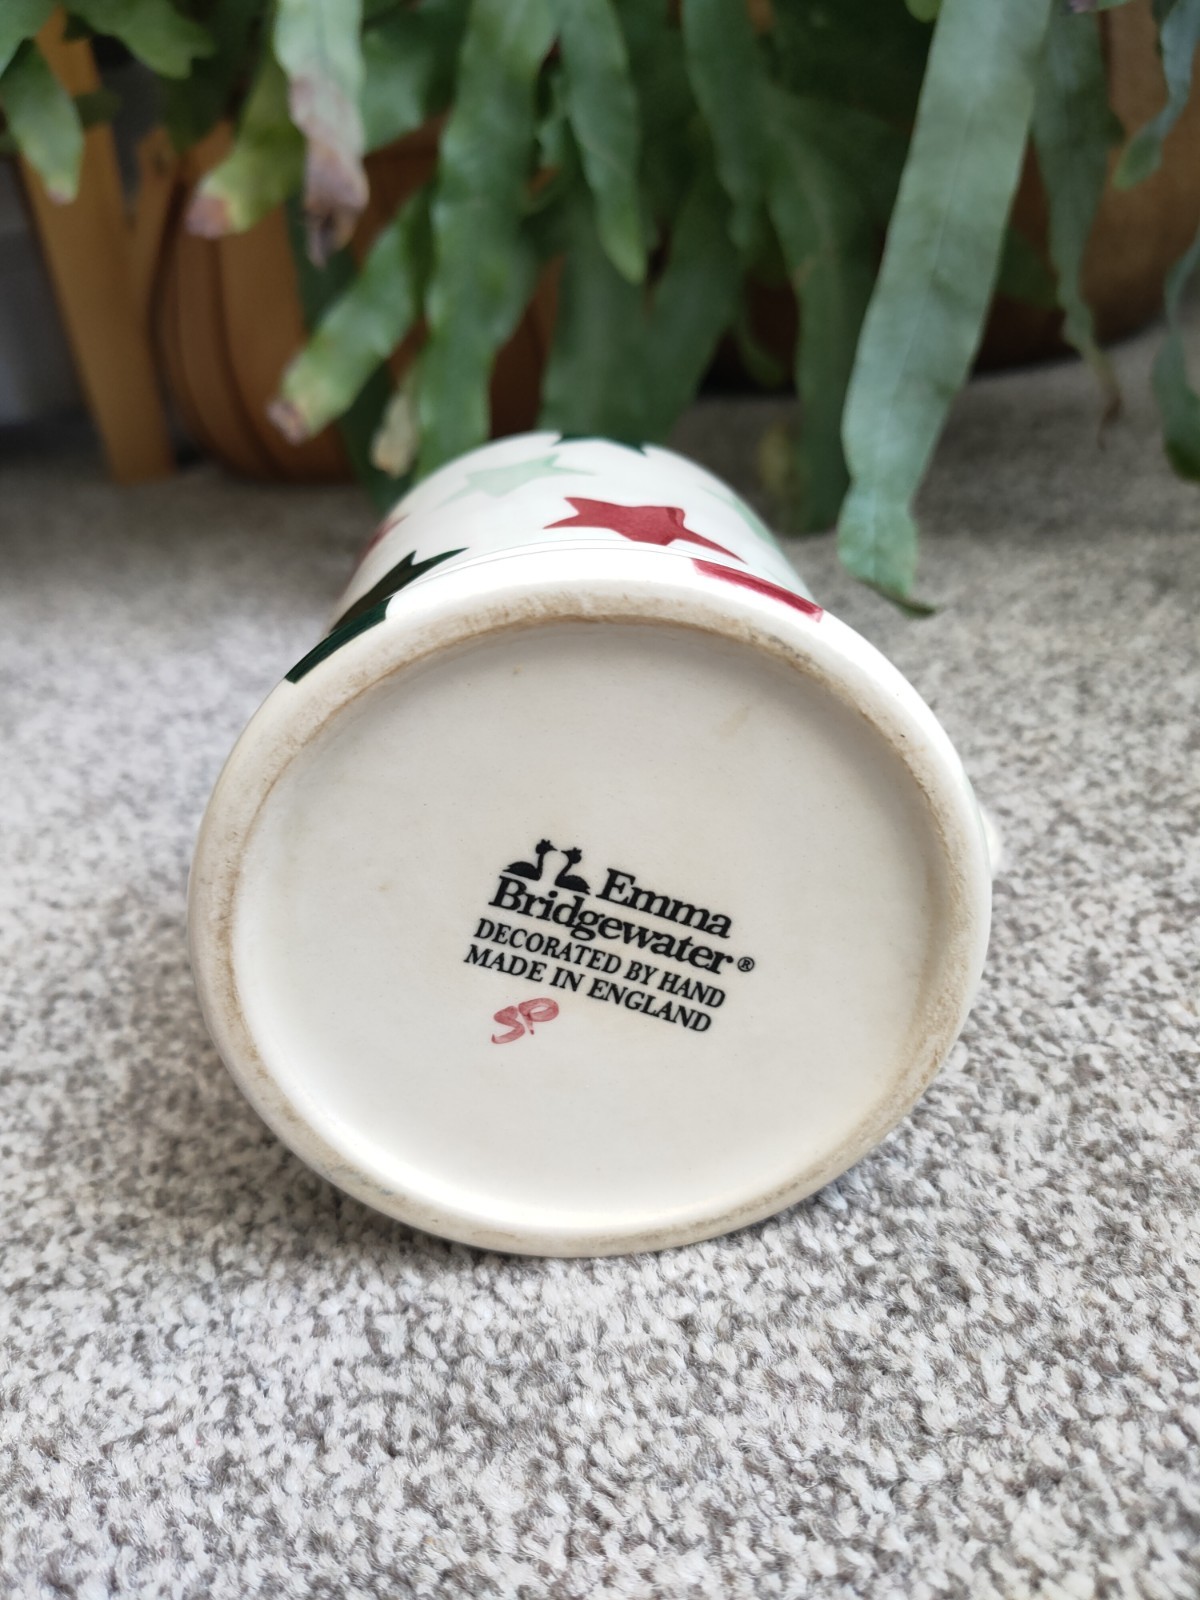 Emma
Bridgewater®
DECORATED BY HAND
MADE IN ENGLAND
SP